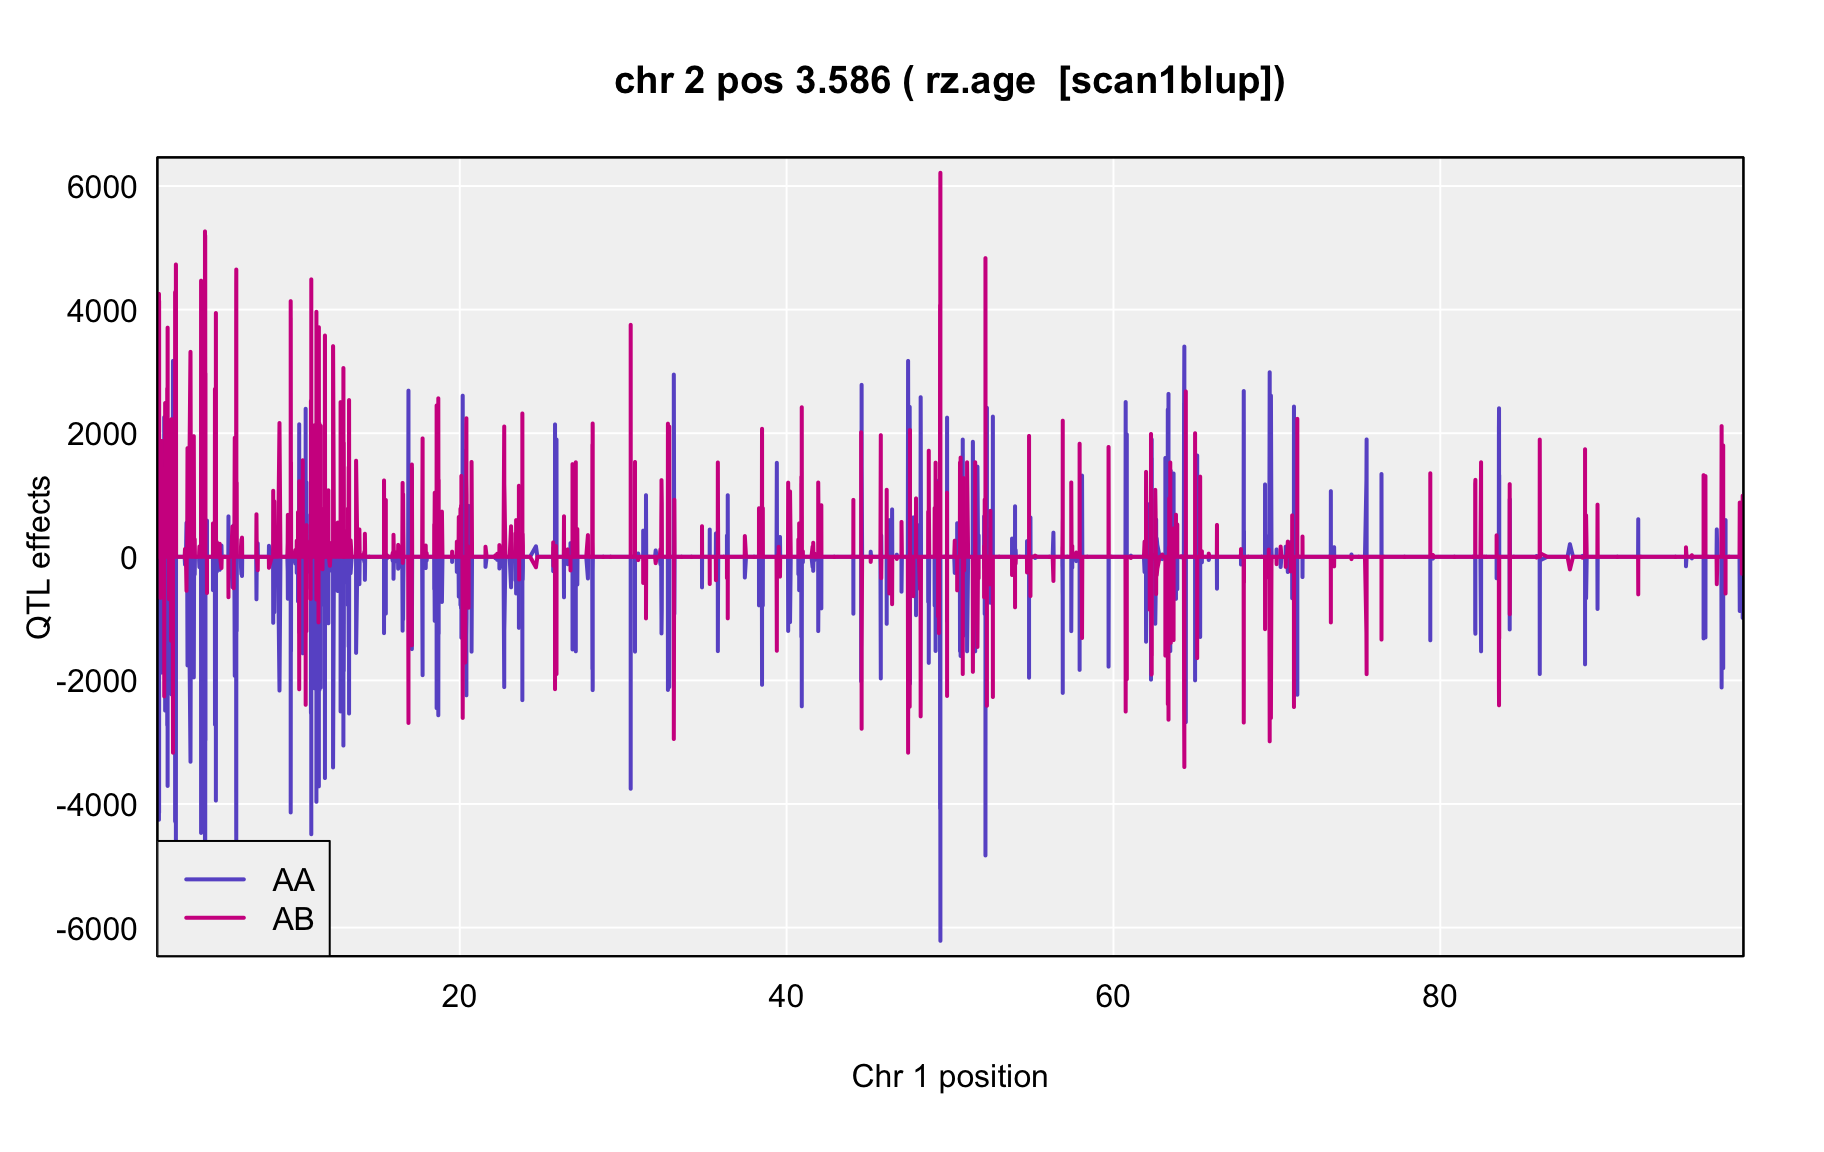 chr 2 pos 3.586 ( rz.age  [scan1blup])
6000
4000
2000
0
-2000
-4000
-6000
QTL effects
AA
AB
20
40
60
80
Chr 1 position